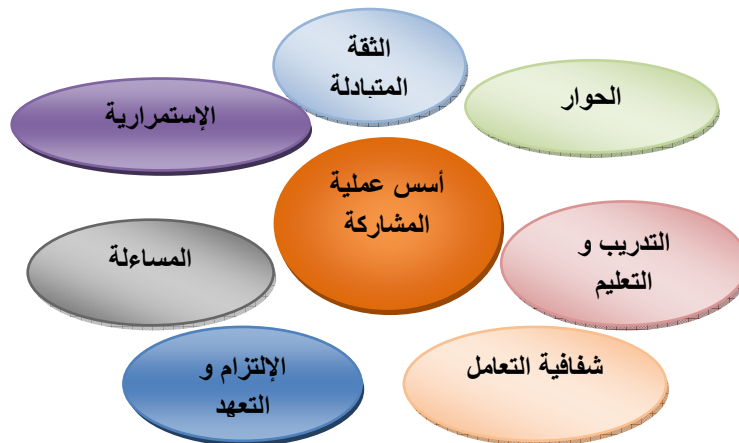 الثقة
المتبادلة
الحوار
الإستمرارية
أسس عملية
المشاركة
التدريب و
التعليم
المساءلة
شفافية التعامل
الإلتزام و
التعهد